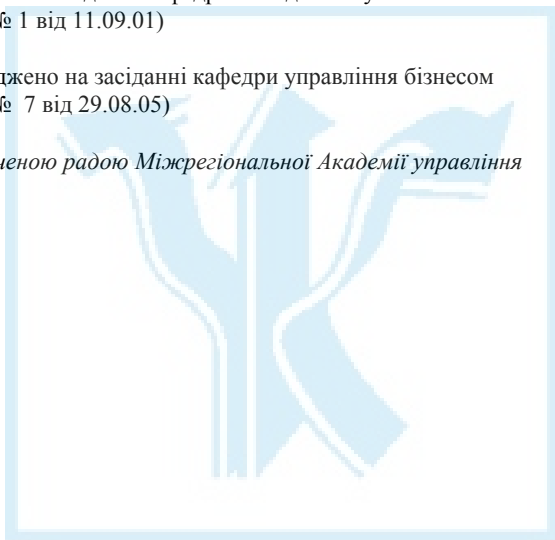 № 1 від 11.09.01)
джено на засіданні кафедри управління бізнесом
№ 7 від 29.08.05)
ченою радою Міжрегіональної Академії управління